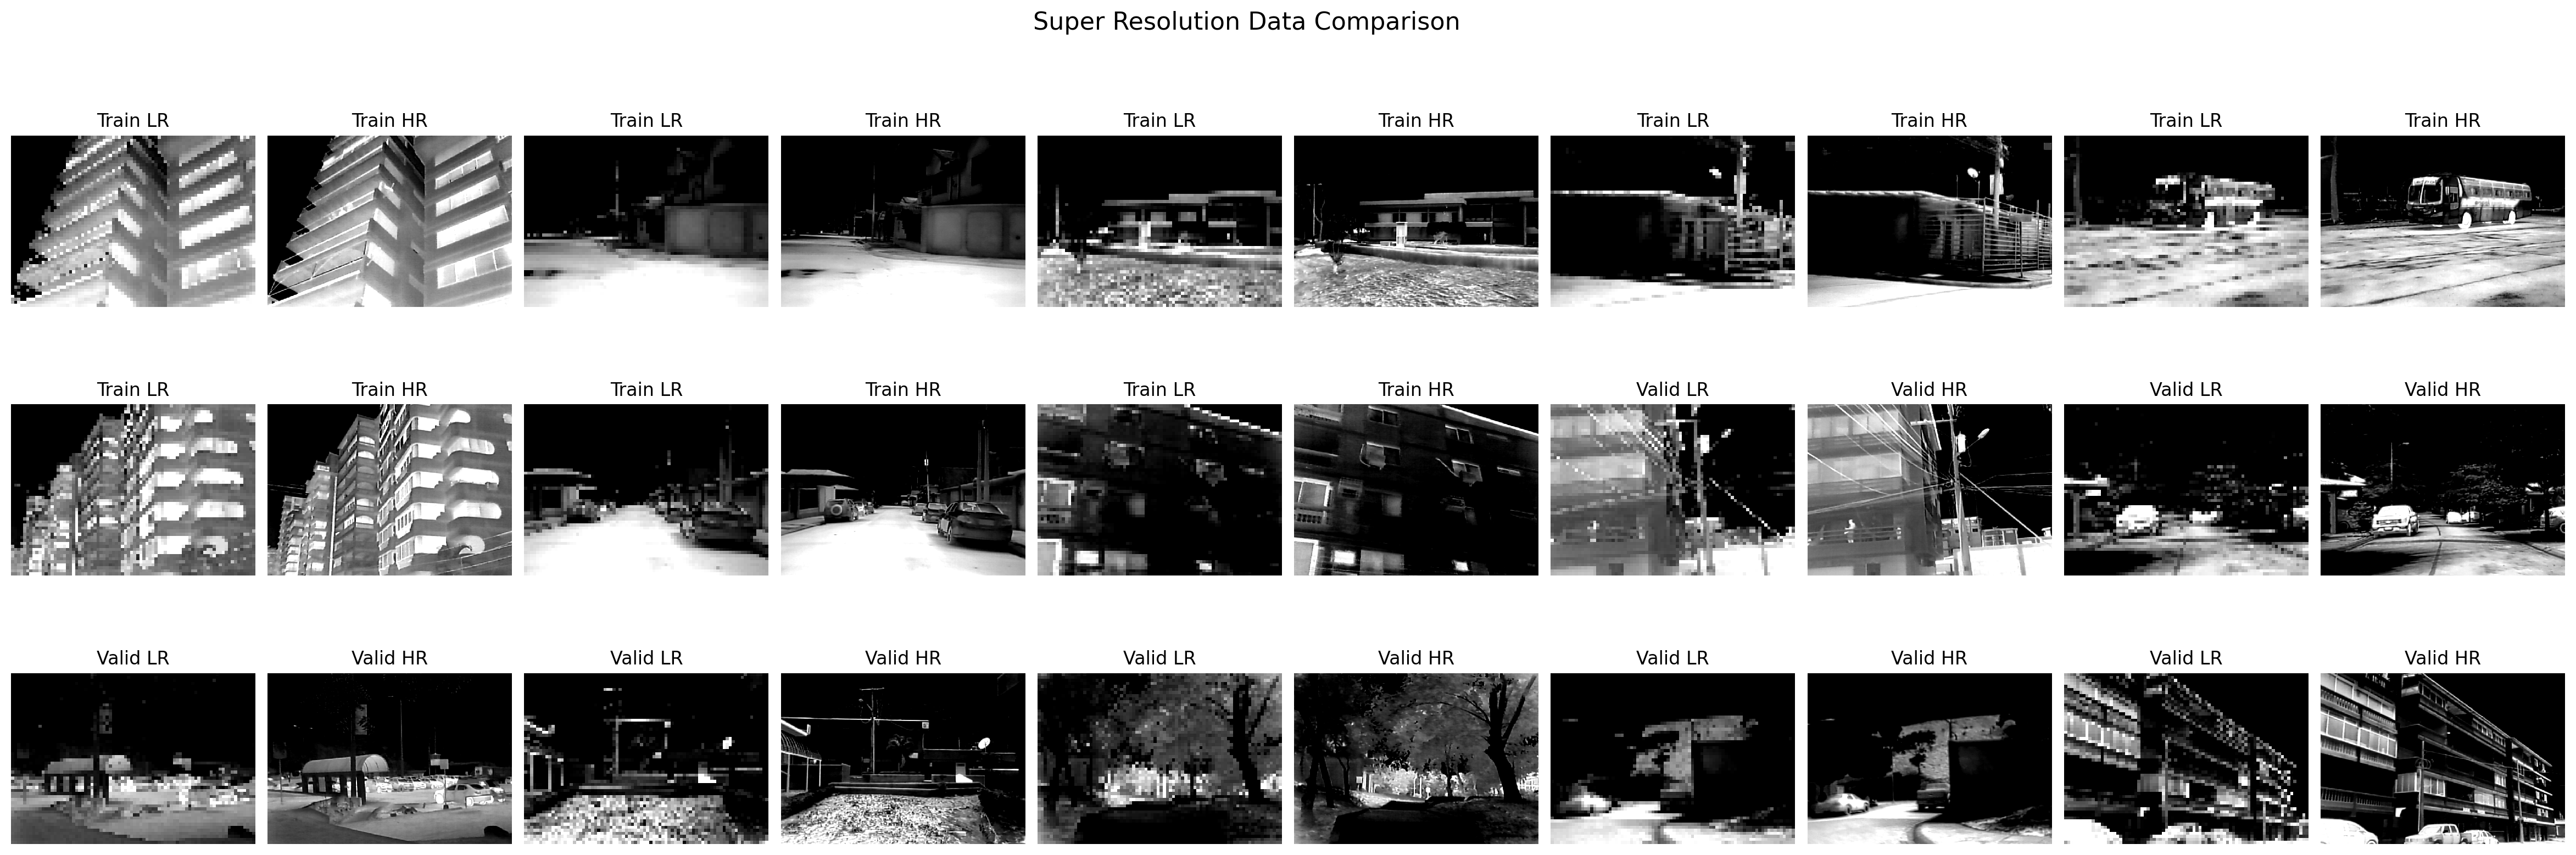 Super Resolution Data Comparison
Train LR Train HR Train LR Train HR Train LR Train HR Train LR Train HR Train LR Train HR
Train LR Train HR Train LR Train HR Train LR Train HR Valid LR Valid HR Valid LR Valid HR
Valid LR Valid HR Valid LR Valid HR Valid LR Valid HR Valid LR Valid HR Valid LR Valid HR